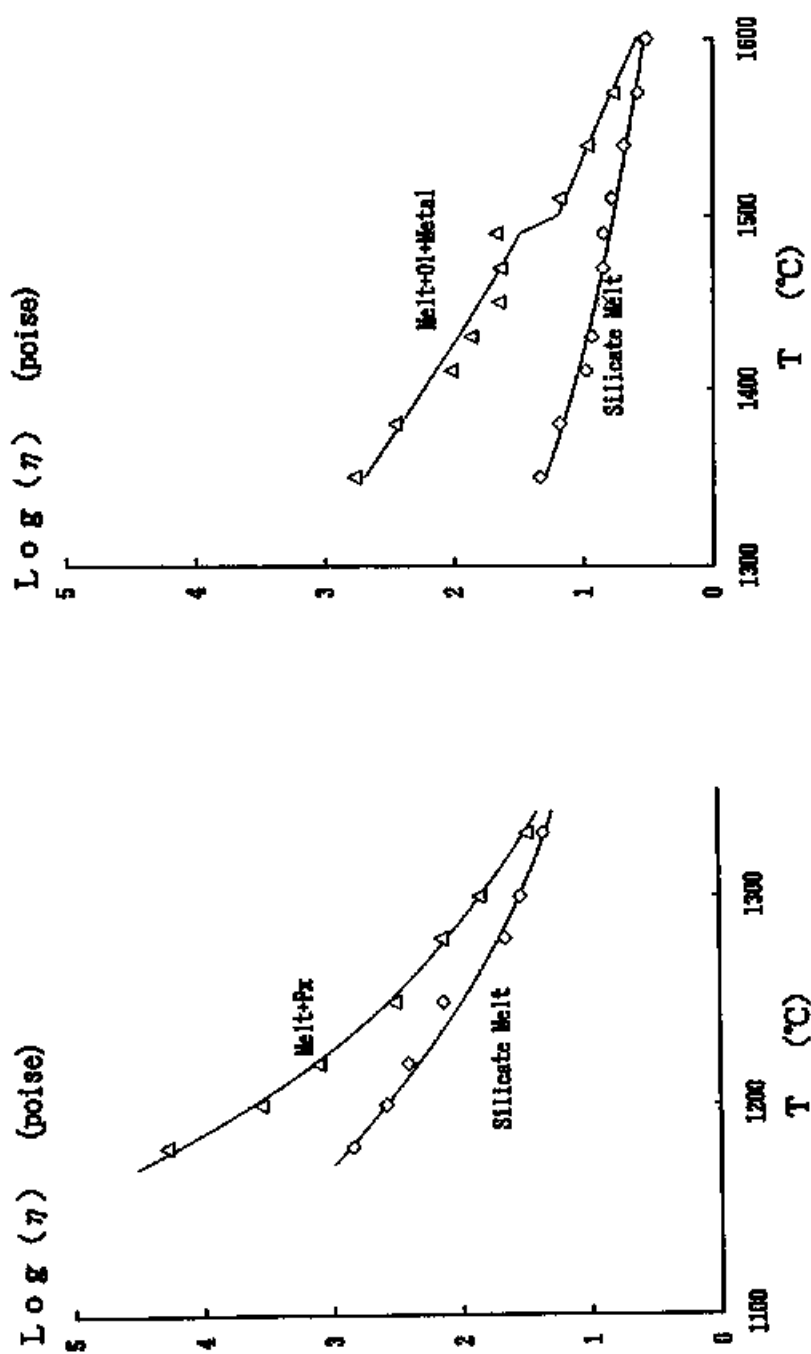 Log (η) (poise)
5
4
3
2
1
0
Melt+Px
Silicate Melt
1100
1200
1300
T (℃)
Log (η) (poise)
5
4
3
2
1
0
Melt+Ol+Metal
Silicate Melt
1300
1400
1500
1600
T (℃)